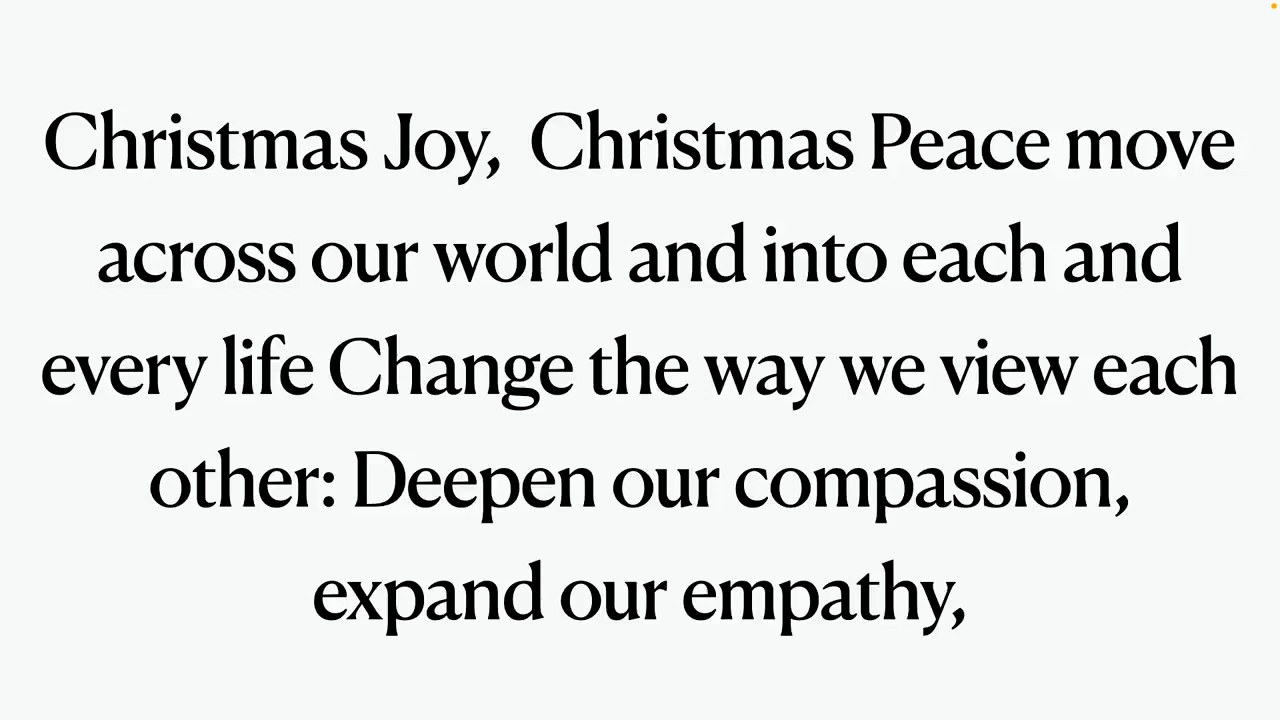 Christmas Joy,  Christmas Peace move
across our world and into each and
every life Change the way we view each
other: Deepen our compassion,
expand our empathy,